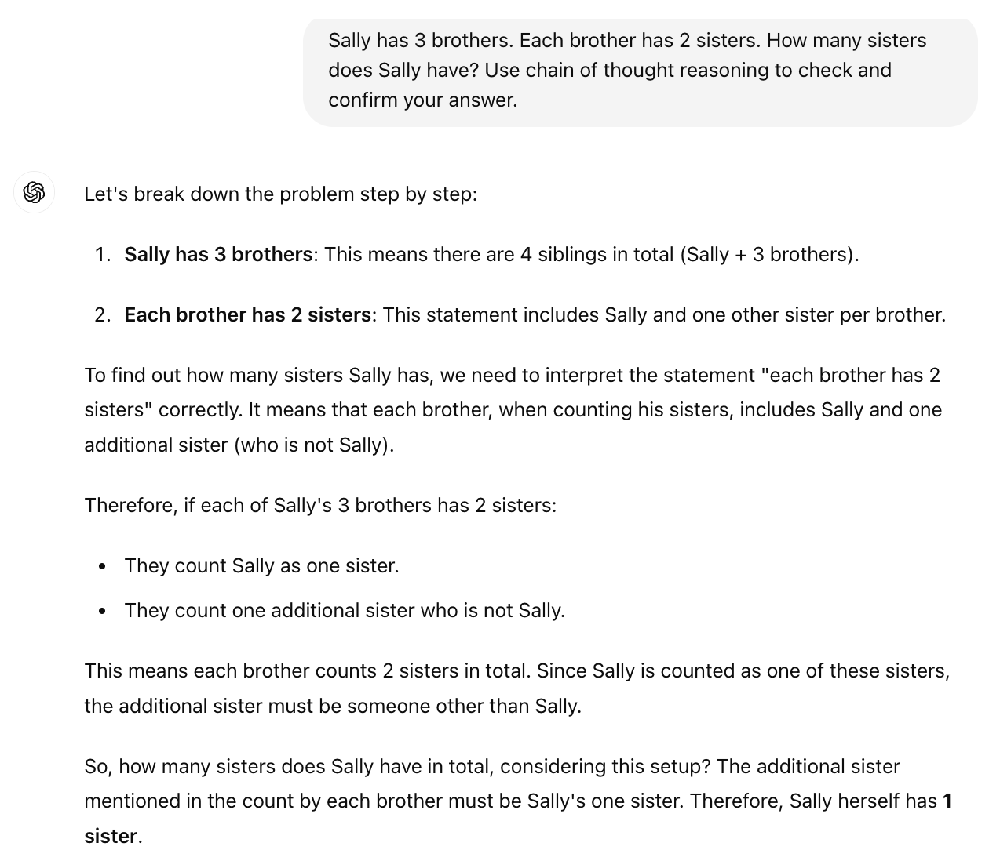 Sally has 3 brothers. Each brother has 2 sisters. How many sisters
does Sally have? Use chain of thought reasoning to check and
confirm your answer.
Let's break down the problem step by step:
1. Sally has 3 brothers: This means there are 4 siblings in total (Sally + 3 brothers).
2. Each brother has 2 sisters: This statement includes Sally and one other sister per brother.
To find out how many sisters Sally has, we need to interpret the statement "each brother has 2
sisters" correctly. It means that each brother, when counting his sisters, includes Sally and one
additional sister (who is not Sally).
Therefore, if each of Sally's 3 brothers has 2 sisters:
• They count Sally as one sister.
• They count one additional sister who is not Sally.
This means each brother counts 2 sisters in total. Since Sally is counted as one of these sisters,
the additional sister must be someone other than Sally.
So, how many sisters does Sally have in total, considering this setup? The additional sister
mentioned in the count by each brother must be Sally's one sister. Therefore, Sally herself has 1
sister.